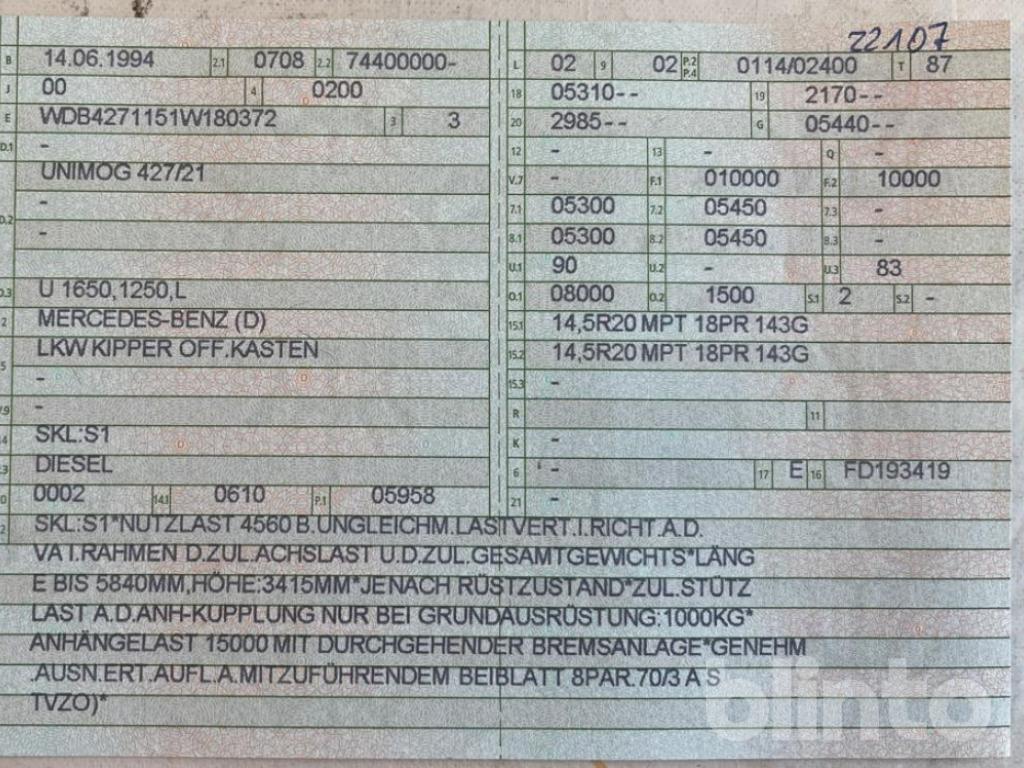 22107
B 14.06.1994 2.1 0708 2.2 74400000-
J 00 4 0200
E WDB4271151W180372 3 3
D.1 -
UNIMOG 427/21
-
D.2
-
D.3 U 1650,1250,L
2 MERCEDES-BENZ (D)
5 LKW KIPPER OFF.KASTEN
-
V.9 -
14 SKL:S1
P.3 DIESEL
10 0002 14.1 0610 P.1 05958
L 02 9 02 P.2 P.4 0114/02400 T 87
18 05310-- 19 2170--
20 2985-- G 05440--
12 - 13 - Q -
V.7 - F.1 010000 F.2 10000
7.1 05300 7.2 05450 7.3 -
8.1 05300 8.2 05450 8.3 -
U.1 90 U.2 - U.3 83
O.1 08000 O.2 1500 S.1 2 S.2 -
15.1 14,5R20 MPT 18PR 143G
15.2 14,5R20 MPT 18PR 143G
15.3 -
R 11
K -
6 - 17 E 16 FD193419
21 -
22 SKL:S1*NUTZLAST 4560 B.UNGLEICHM.LASTVERT.I.RICHT.A.D.
VA I.RAHMEN D.ZUL.ACHSLAST U.D.ZUL.GESAMTGEWICHTS*LÄNG
E BIS 5840MM,HÖHE:3415MM*JENACH RÜSTZUSTAND*ZUL.STÜTZ
LAST A.D.ANH-KUPPLUNG NUR BEI GRUNDAUSRÜSTUNG:1000KG*
ANHÄNGELAST 15000 MIT DURCHGEHENDER BREMSANLAGE*GENEHM
.AUSN.ERT.AUFL.A.MITZUFÜHRENDEM BEIBLATT 8PAR.70/3 A S
TVZO)*
blinto